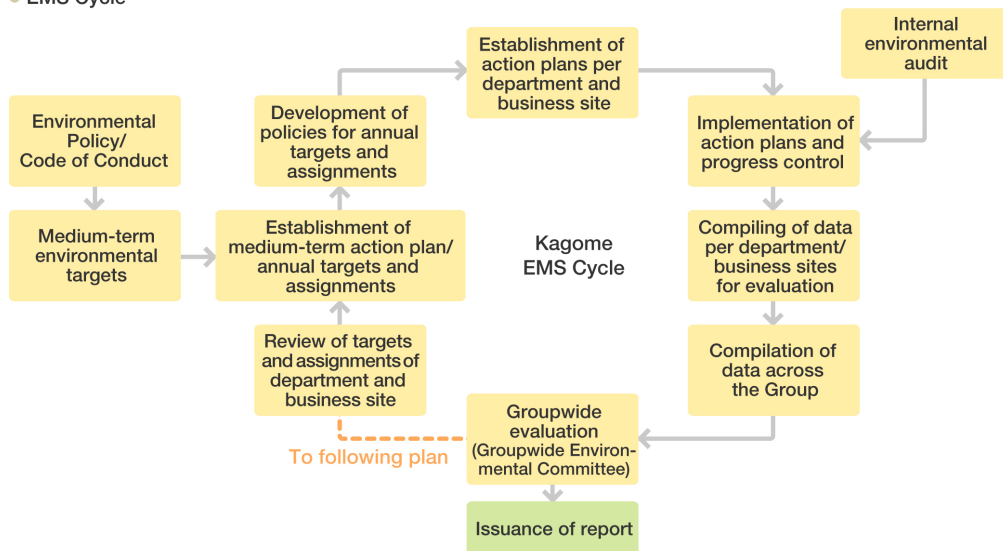 EMS Cycle
Internal
environmental
audit
Establishment of
action plans per
department and
business site
Environmental
Policy/
Code of Conduct
Development of
policies for annual
targets and
assignments
Implementation of
action plans and
progress control
Medium-term
environmental
targets
Establishment of
medium-term action plan/
annual targets and
assignments
Kagome
EMS Cycle
Compiling of data
per department/
business sites
for evaluation
Review of targets
and assignments of
department and
business site
Compilation of
data across
the Group
Groupwide
evaluation
(Groupwide Environ-
mental Committee)
To following plan
Issuance of report